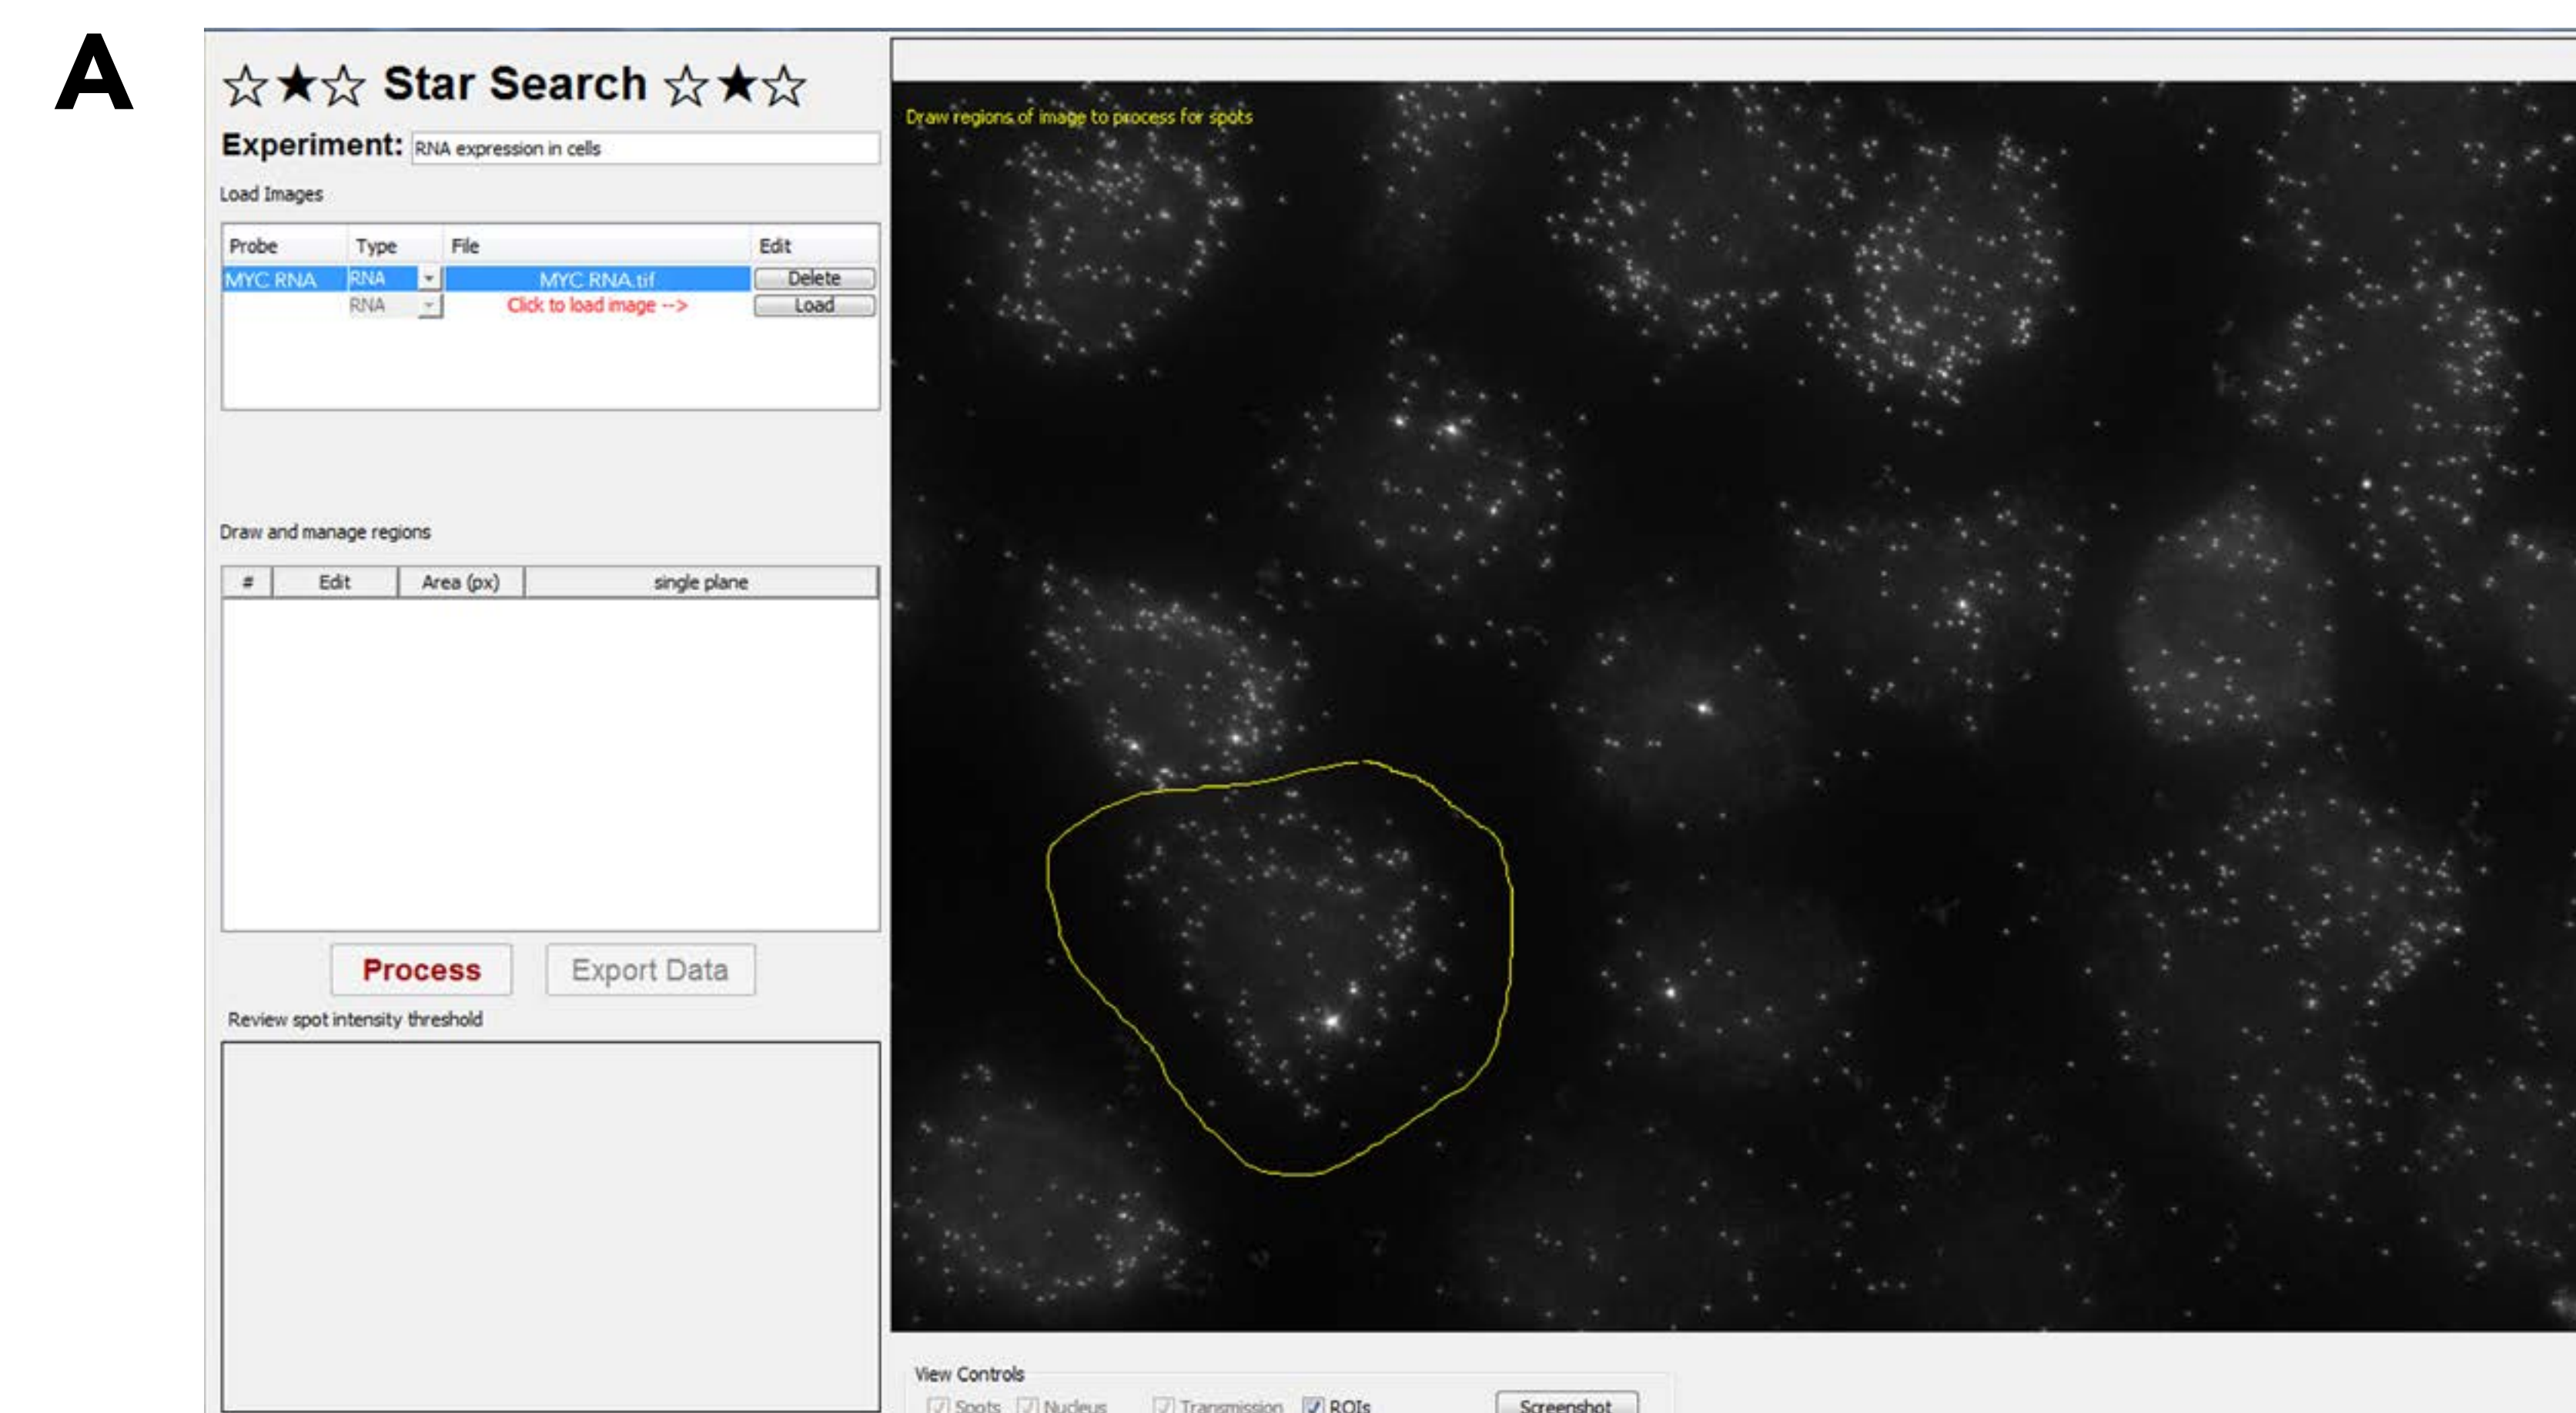 A
☆★☆ Star Search ☆★☆
Experiment: RNA expression in cells
Load Images
Probe Type File Edit
MYC RNA RNA MYC RNA.tif Delete
RNA Click to load image --> Load
Draw and manage regions
# Edit Area (px) single plane
Process Export Data
Review spot intensity threshold
Draw regions of image to process for spots
View Controls
Spots Nucleus Transmission ROIs Screenshot